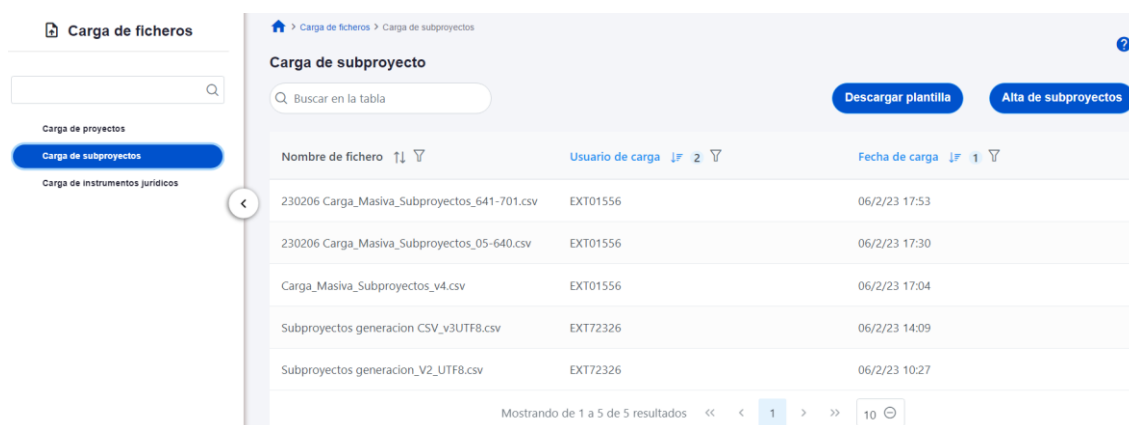 Carga de ficheros
Carga de proyectos
Carga de subproyectos
Carga de instrumentos jurídicos
> Carga de ficheros > Carga de subproyectos
?
Carga de subproyecto
Buscar en la tabla
Descargar plantilla
Alta de subproyectos
Nombre de fichero Usuario de carga 2 Fecha de carga 1
230206 Carga_Masiva_Subproyectos_641-701.csv EXT01556 06/2/23 17:53
230206 Carga_Masiva_Subproyectos_05-640.csv EXT01556 06/2/23 17:30
Carga_Masiva_Subproyectos_v4.csv EXT01556 06/2/23 17:04
Subproyectos generacion CSV_v3UTF8.csv EXT72326 06/2/23 14:09
Subproyectos generacion_V2_UTF8.csv EXT72326 06/2/23 10:27
Mostrando de 1 a 5 de 5 resultados << < 1 > >> 10